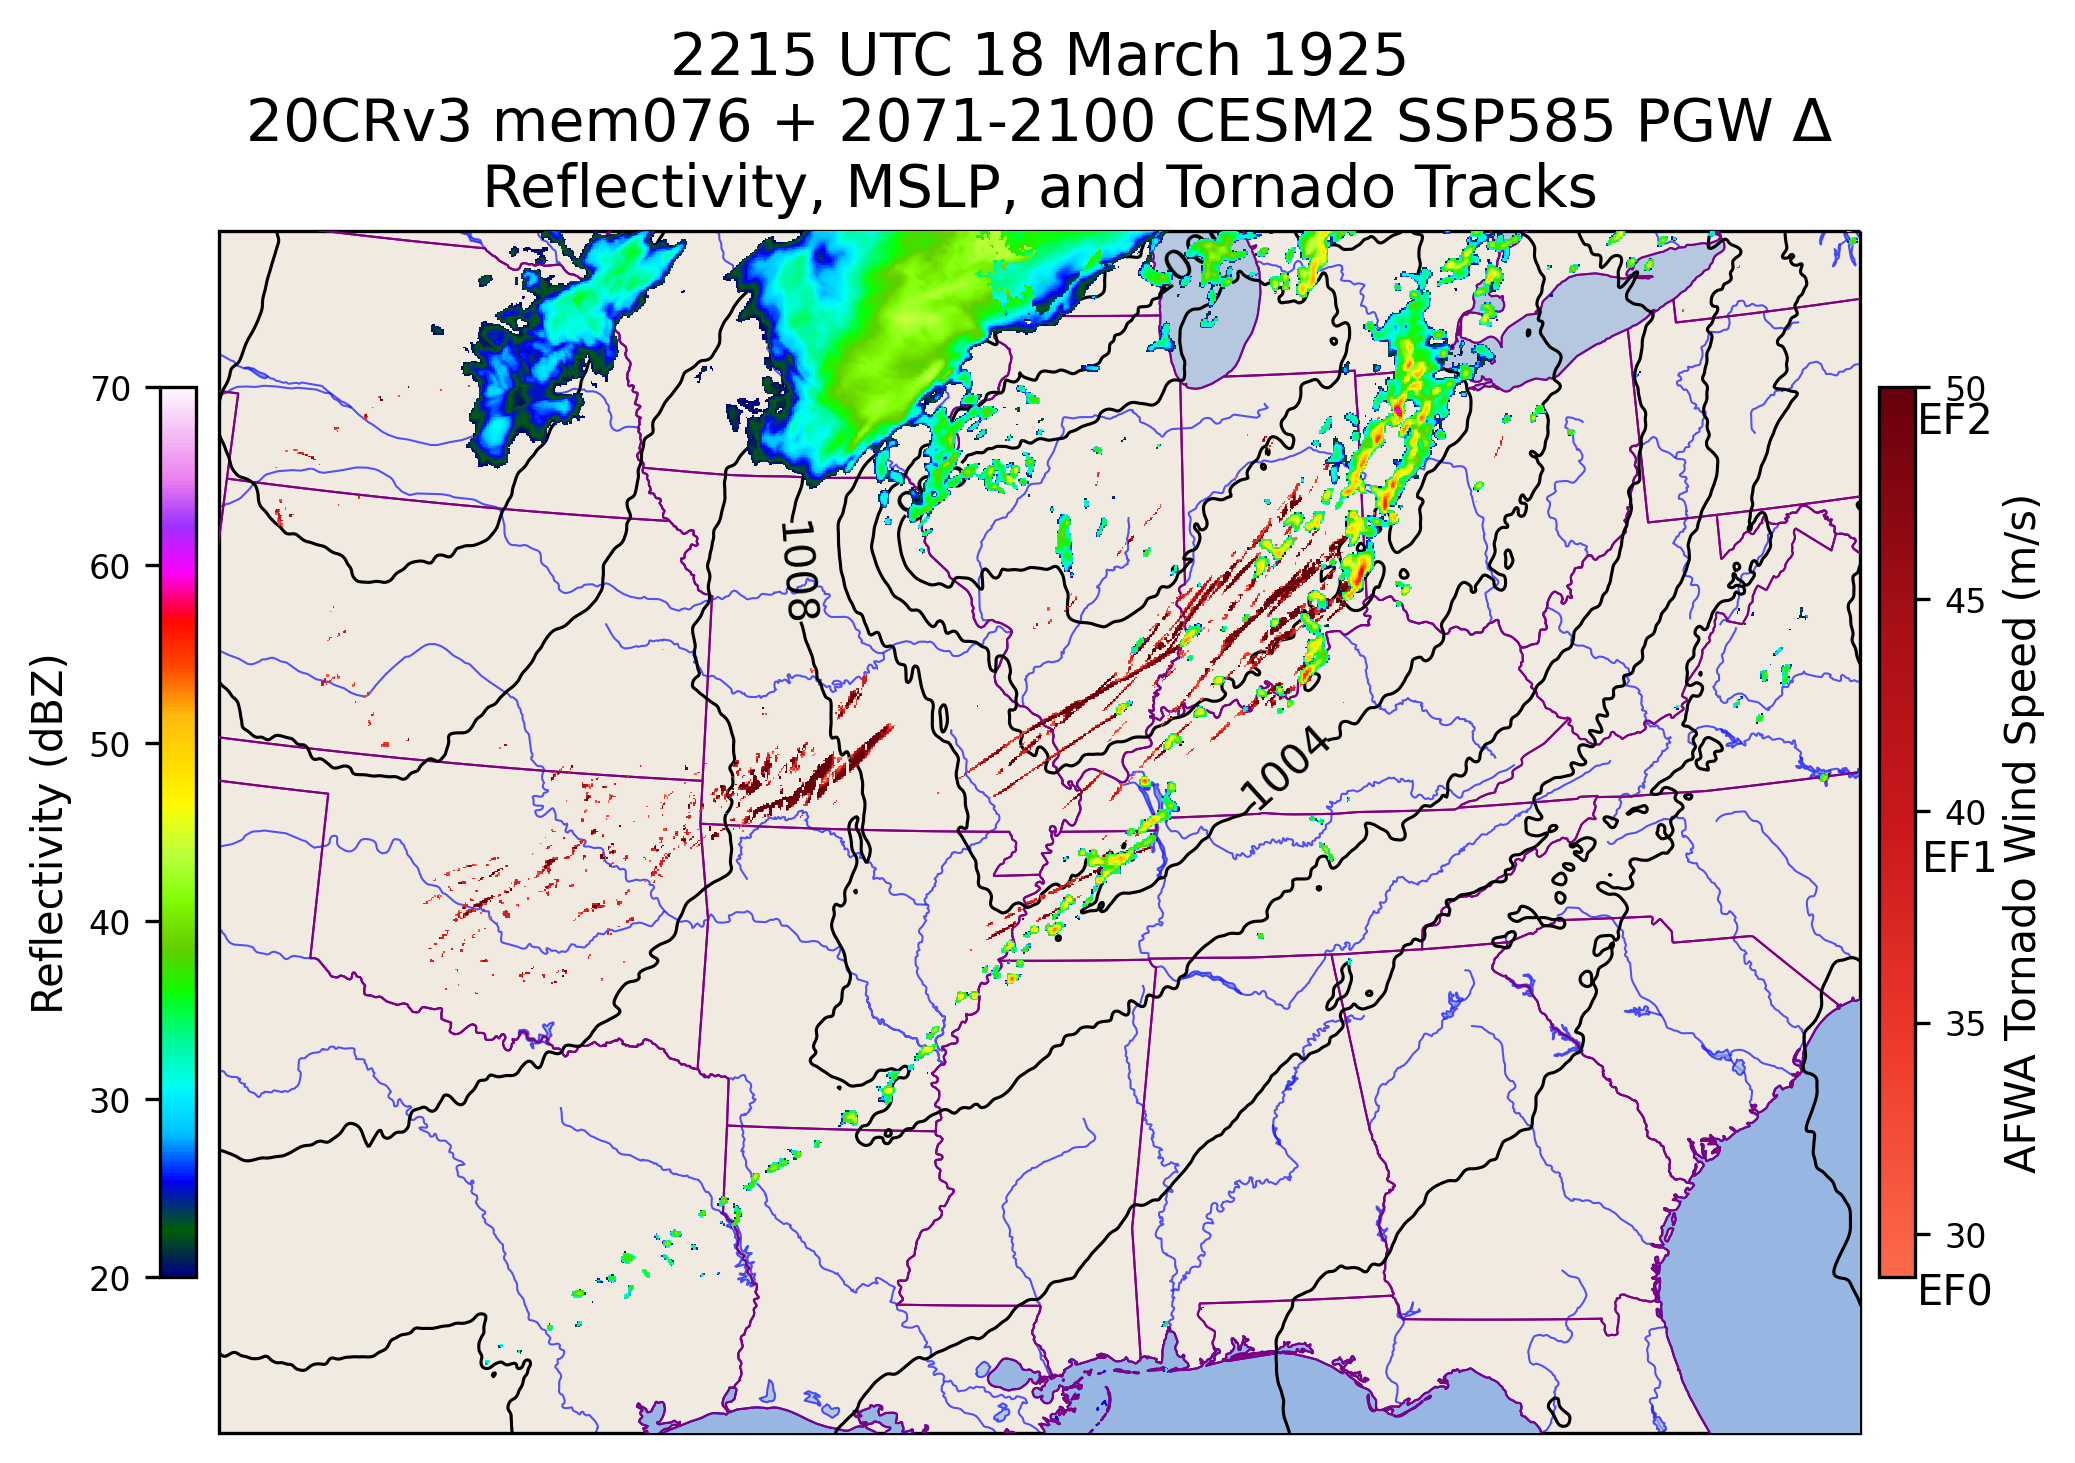 2215 UTC 18 March 1925
20CRv3 mem076 + 2071-2100 CESM2 SSP585 PGW Δ
Reflectivity, MSLP, and Tornado Tracks
70
60
50
40
30
20
Reflectivity (dBZ)
1008
1004
50
EF2
45
40
EF1
35
30
EF0
AFWA Tornado Wind Speed (m/s)